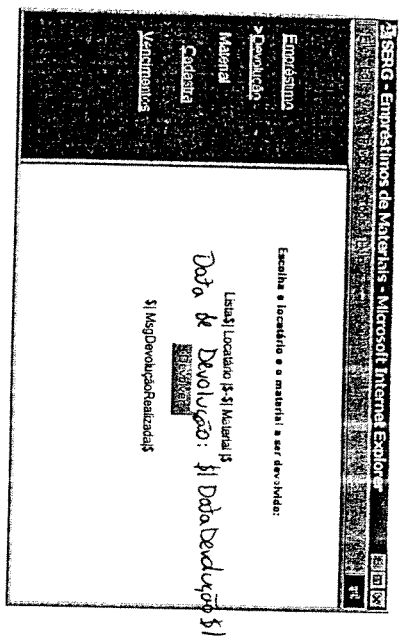 SERG - Empréstimos de Materiais - Microsoft Internet Explorer
Empréstimo
>Devolução
Material
Cadastra
Vencimentos
Escolha o locatário e o material a ser devolvido:
Lista$|Locatário|$-$|Material|$
Data de Devolução: $|DataDevolução$|
$|MsgDevoluçãoRealizada|$